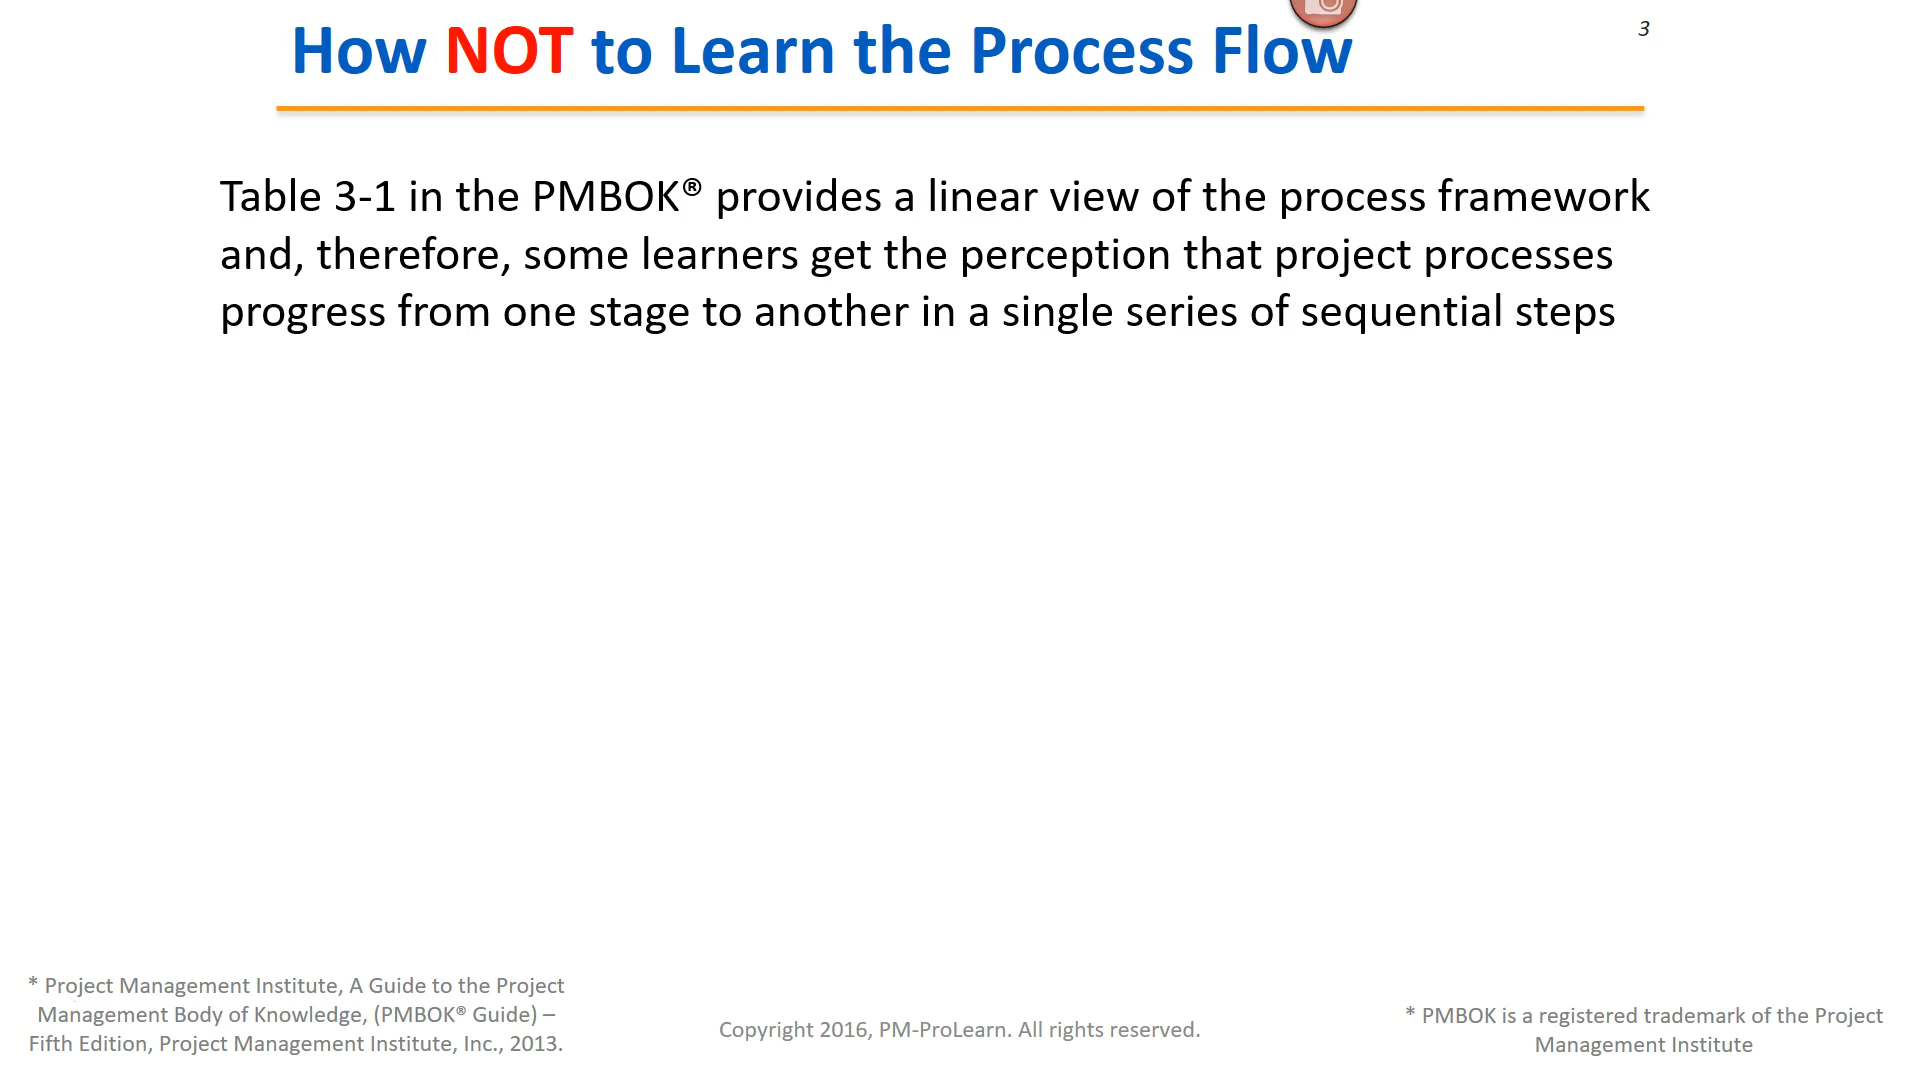 How NOT to Learn the Process Flow
3
Table 3-1 in the PMBOK® provides a linear view of the process framework
and, therefore, some learners get the perception that project processes
progress from one stage to another in a single series of sequential steps
* Project Management Institute, A Guide to the Project
Management Body of Knowledge, (PMBOK® Guide) –
Fifth Edition, Project Management Institute, Inc., 2013.
Copyright 2016, PM-ProLearn. All rights reserved.
* PMBOK is a registered trademark of the Project
Management Institute